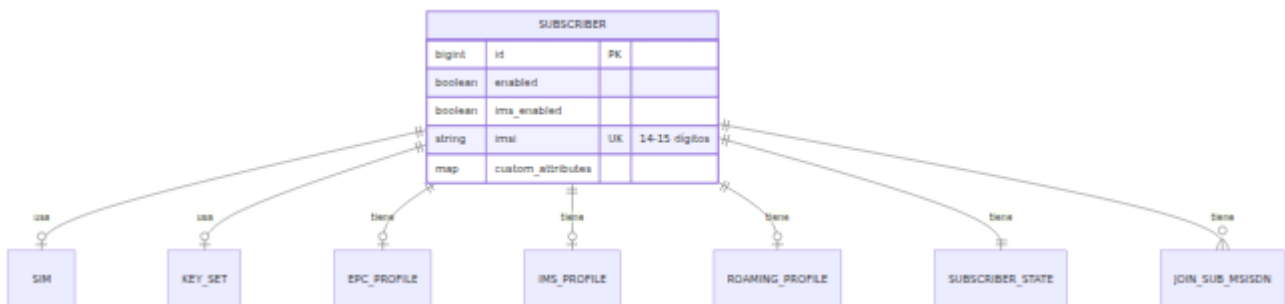 SUBSCRIBER
bigint id PK
boolean enabled
boolean ims_enabled
string imsi UK 14-15 dígitos
map custom_attributes
usa usa tiene tiene tiene tiene tiene
SIM KEY_SET EPC_PROFILE IMS_PROFILE ROAMING_PROFILE SUBSCRIBER_STATE JOIN_SUB_MSISDN